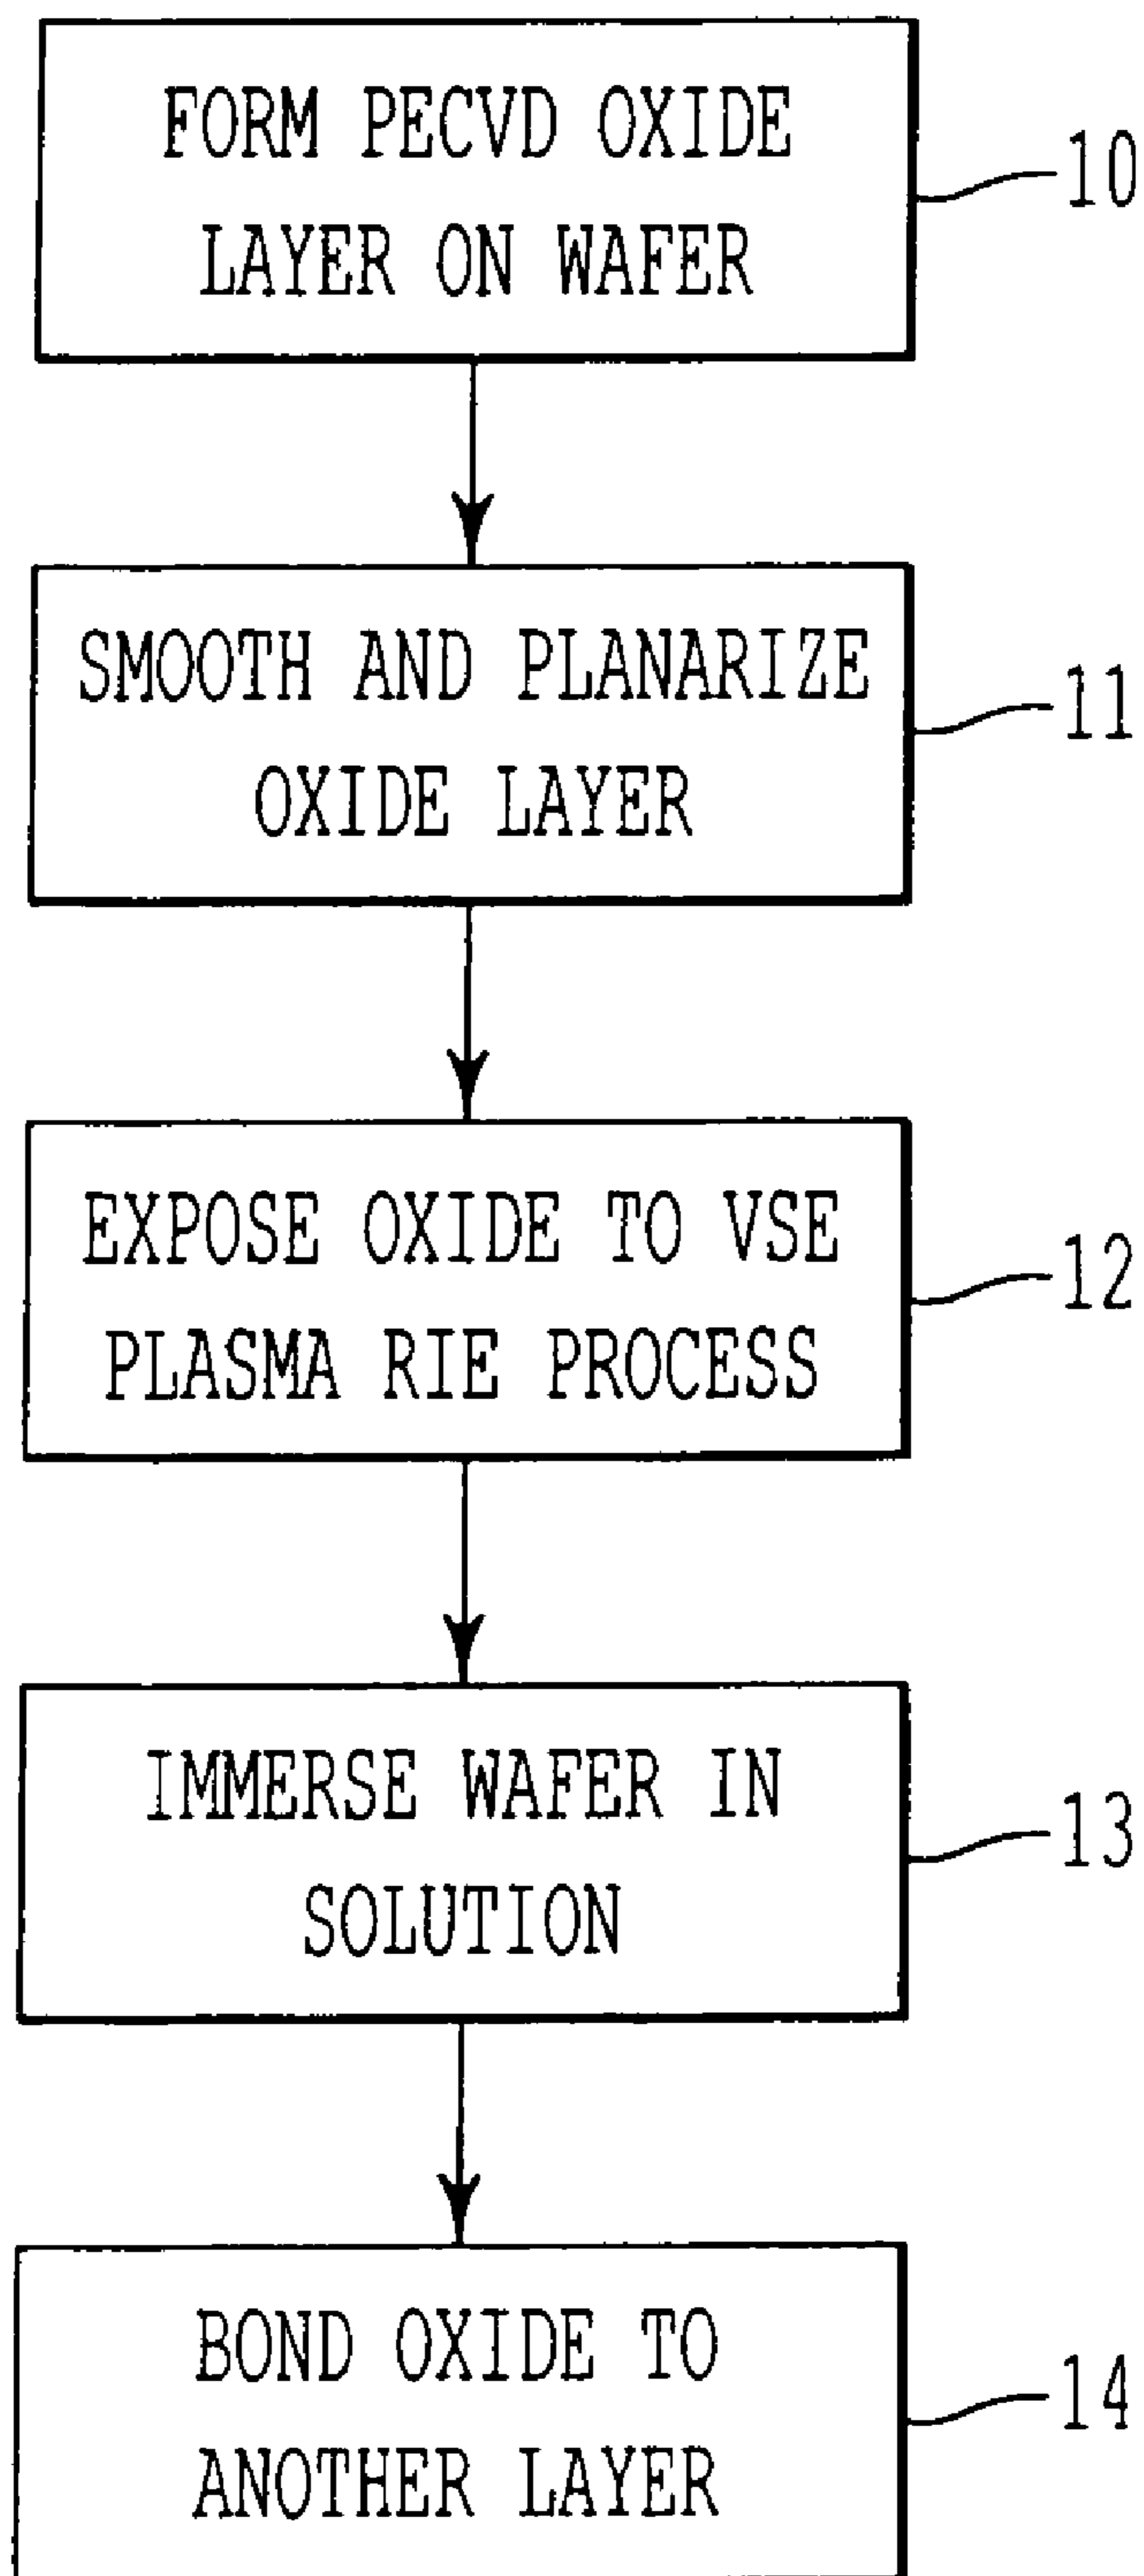 FORM PECVD OXIDE
LAYER ON WAFER
10
SMOOTH AND PLANARIZE
OXIDE LAYER
11
EXPOSE OXIDE TO VSE
PLASMA RIE PROCESS
12
IMMERSE WAFER IN
SOLUTION
13
BOND OXIDE TO
ANOTHER LAYER
14